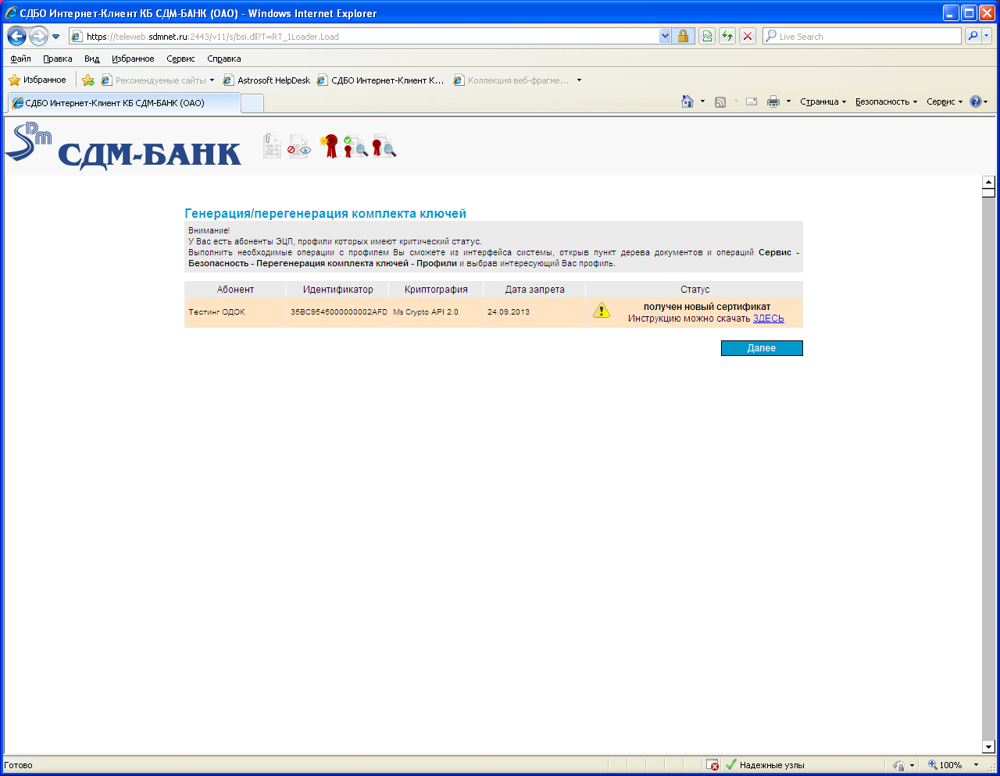 СДБО Интернет-Клиент КБ СДМ-БАНК (ОАО) - Windows Internet Explorer
https://teleweb.sdmnet.ru:2443/v11/s/bsi.dll?T=RT_1Loader.Load
Live Search
Файл Правка Вид Избранное Сервис Справка
Избранное Рекомендуемые сайты Astrosoft HelpDesk СДБО Интернет-Клиент К... Коллекция веб-фрагме...
СДБО Интернет-Клиент КБ СДМ-БАНК (ОАО)
Страница Безопасность Сервис
СДМ-БАНК
Генерация/перегенерация комплекта ключей
Внимание!
У Вас есть абоненты ЭЦП, профили которых имеют критический статус.
Выполнить необходимые операции с профилем Вы сможете из интерфейса системы, открыв пункт дерева документов и операций Сервис -
Безопасность - Перегенерация комплекта ключей - Профили и выбрав интересующий Вас профиль.
Абонент Идентификатор Криптография Дата запрета Статус
Тестинг ОДОК 35BC9545000000002AFD Ms Crypto API 2.0 24.09.2013 получен новый сертификат
Инструкцию можно скачать ЗДЕСЬ
Далее
Готово
Надежные узлы
100%